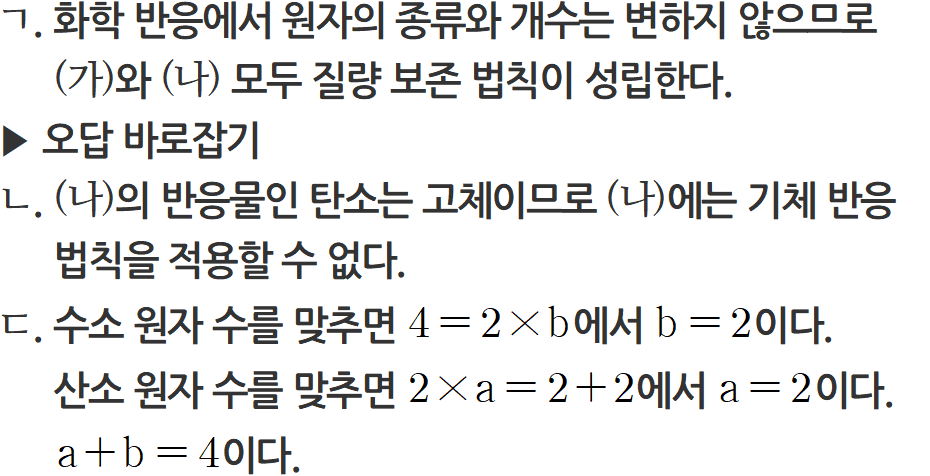 ㄱ. 화학 반응에서 원자의 종류와 개수는 변하지 않으므로
(가)와 (나) 모두 질량 보존 법칙이 성립한다.
▶ 오답 바로잡기
ㄴ. (나)의 반응물인 탄소는 고체이므로 (나)에는 기체 반응
법칙을 적용할 수 없다.
ㄷ. 수소 원자 수를 맞추면 4＝2×b에서 b＝2이다.
산소 원자 수를 맞추면 2×a＝2+2에서 a＝2이다.
a+b＝4이다.